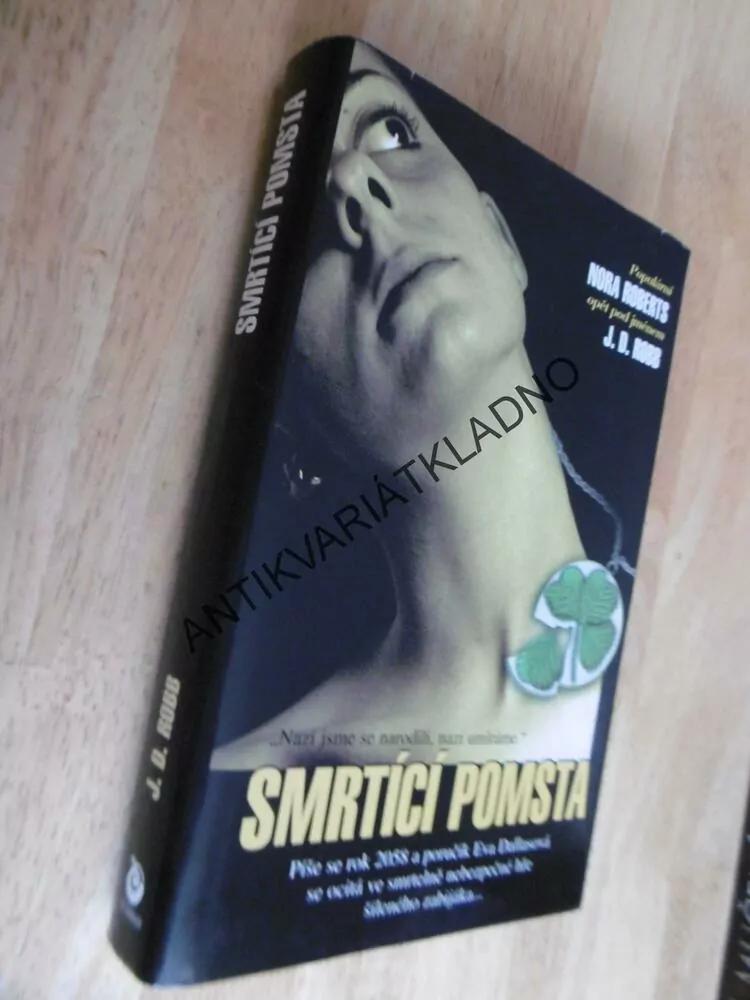 SMRTÍCÍ POMSTA
J. D. ROBB
Populární
NORA ROBERTS
opět pod jménem
J. D. ROBB
ANTIKVARIÁTKLADNO
„Nazí jsme se narodili, nazí umíráme.“
SMRTÍCÍ POMSTA
Píše se rok 2058 a poručík Eva Dallasová
se ocitá ve smrtelně nebezpečné hře
šíleného zabijáka...